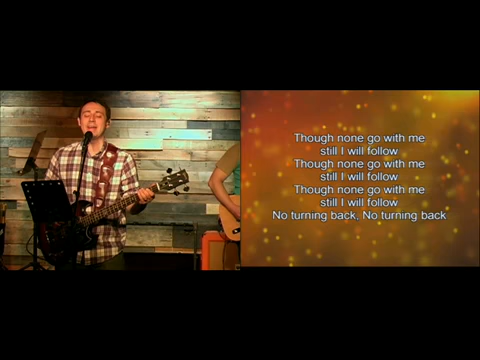 Though none go with me
still I will follow
Though none go with me
still I will follow
Though none go with me
still I will follow
No turning back, No turning back